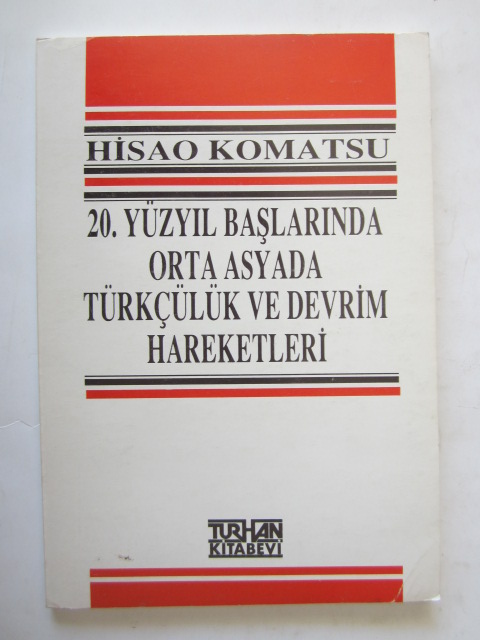 HİSAO KOMATSU
20. YÜZYIL BAŞLARINDA
ORTA ASYADA
TÜRKÇÜLÜK VE DEVRİM
HAREKETLERİ
TURHAN
KİTABEVİ